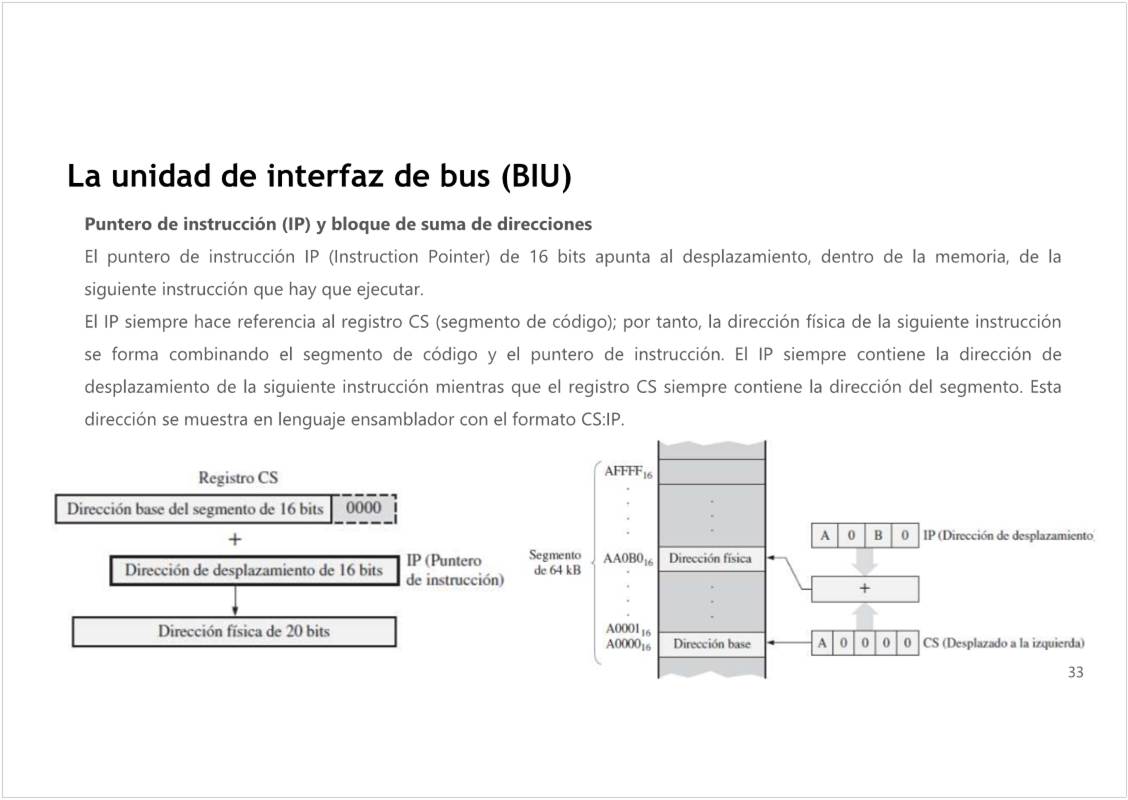 La unidad de interfaz de bus (BIU)
Puntero de instrucción (IP) y bloque de suma de direcciones
El puntero de instrucción IP (Instruction Pointer) de 16 bits apunta al desplazamiento, dentro de la memoria, de la
siguiente instrucción que hay que ejecutar.
El IP siempre hace referencia al registro CS (segmento de código); por tanto, la dirección física de la siguiente instrucción
se forma combinando el segmento de código y el puntero de instrucción. El IP siempre contiene la dirección de
desplazamiento de la siguiente instrucción mientras que el registro CS siempre contiene la dirección del segmento. Esta
dirección se muestra en lenguaje ensamblador con el formato CS:IP.
Registro CS
Dirección base del segmento de 16 bits 0000
+
Dirección de desplazamiento de 16 bits
IP (Puntero
de instrucción)
Dirección física de 20 bits
Segmento
de 64 kB
AFFFF16
AA0B016
A000116
A000016
Dirección física
Dirección base
A 0 B 0 IP (Dirección de desplazamiento
+
A 0 0 0 0 CS (Desplazado a la izquierda)
33